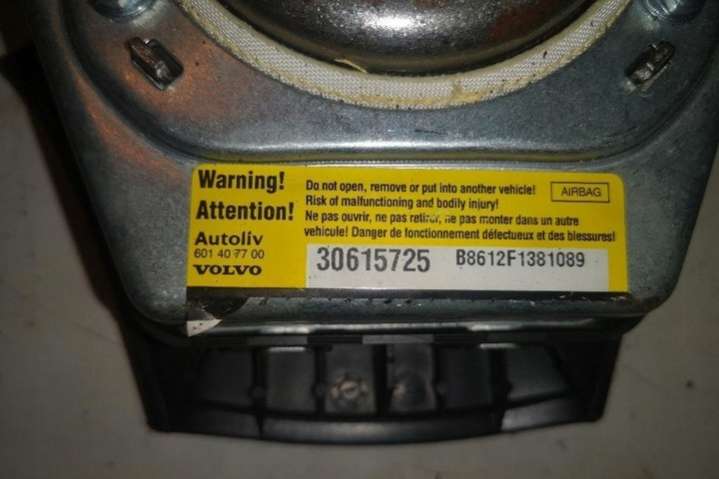 Warning!
Attention!
Do not open, remove or put into another vehicle!
Risk of malfunctioning and bodily injury!
AIRBAG
Ne pas ouvrir, ne pas retirer, ne pas monter dans un autre
vehicule! Danger de fonctionnement défectueux et des blessures!
Autoliv
601 40 77 00
VOLVO
30615725
B8612F1381089